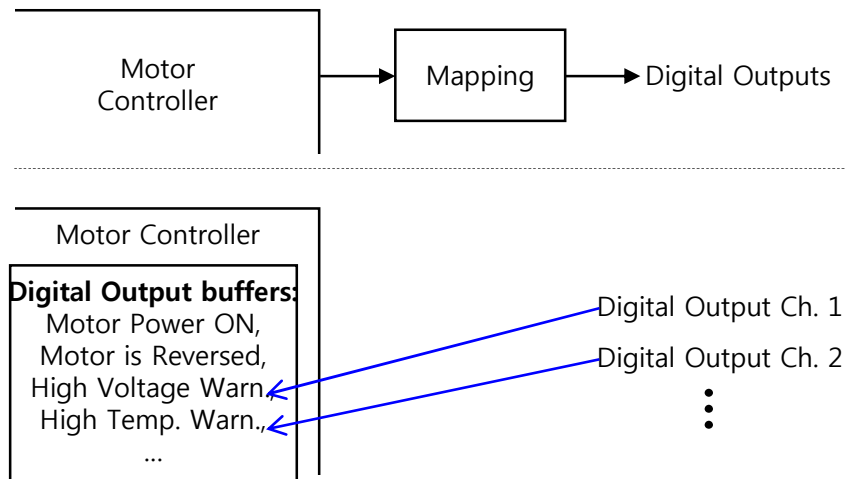 Motor
Controller
Mapping
Digital Outputs
Motor Controller
Digital Output buffers:
Motor Power ON,
Motor is Reversed,
High Voltage Warn.,
High Temp. Warn.,
...
Digital Output Ch. 1
Digital Output Ch. 2